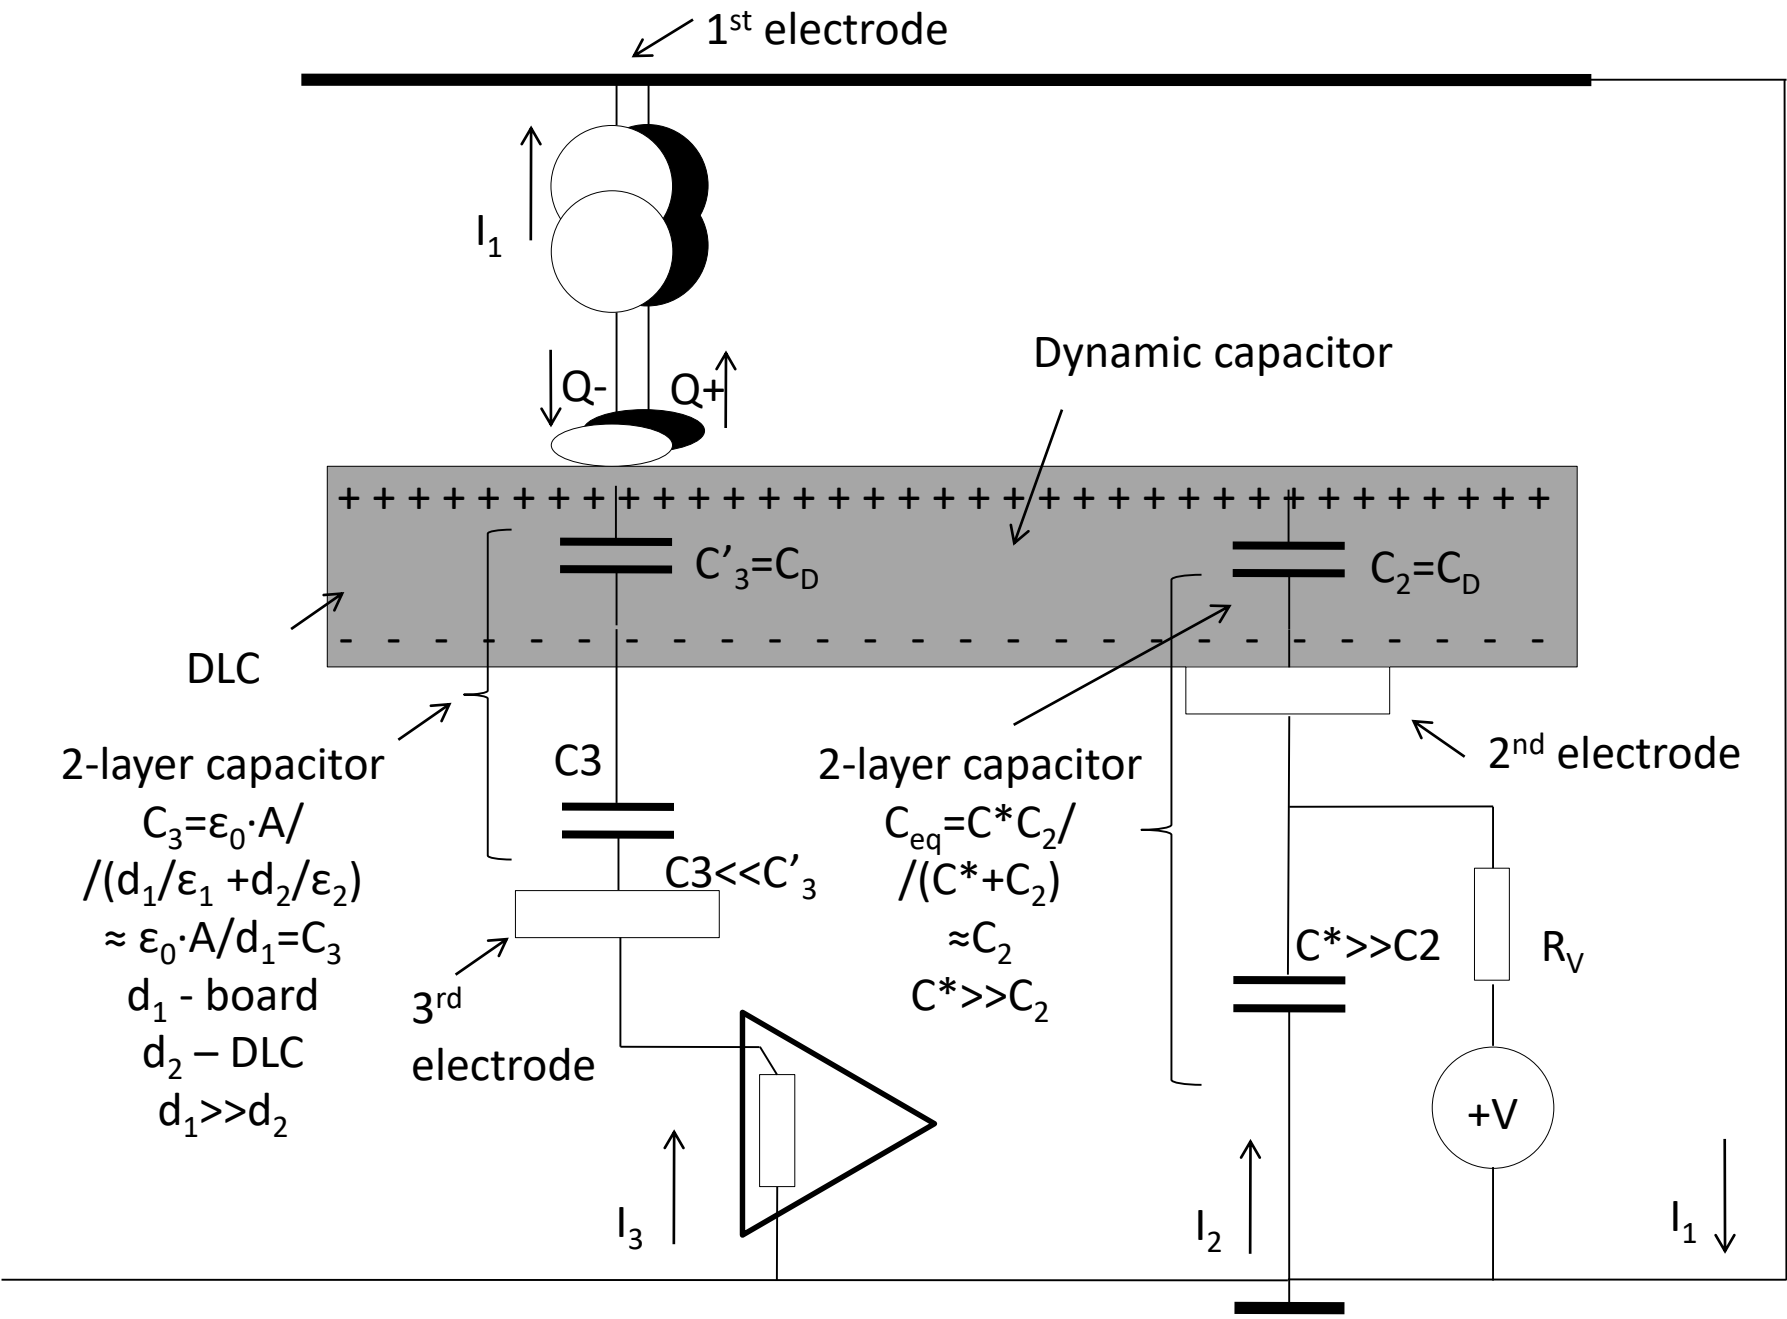 1st electrode
I1
Q-
Q+
Dynamic capacitor
+ + + + + + + + + + + + + + + + + + + + + + + + + + + + + + + + + + +
C’3=CD
C2=CD
- - - - - - - - - - - - - - - - - - - - - - - - - -
DLC
2-layer capacitor
C3=ε0·A/
/(d1/ε1 +d2/ε2)
≈ ε0·A/d1=C3
d1 - board
d2 – DLC
d1>>d2
C3
C3<<C’3
3rd
electrode
2-layer capacitor
Ceq=C*C2/
/(C*+C2)
≈C2
C*>>C2
2nd electrode
C*>>C2
RV
+V
I3
I2
I1